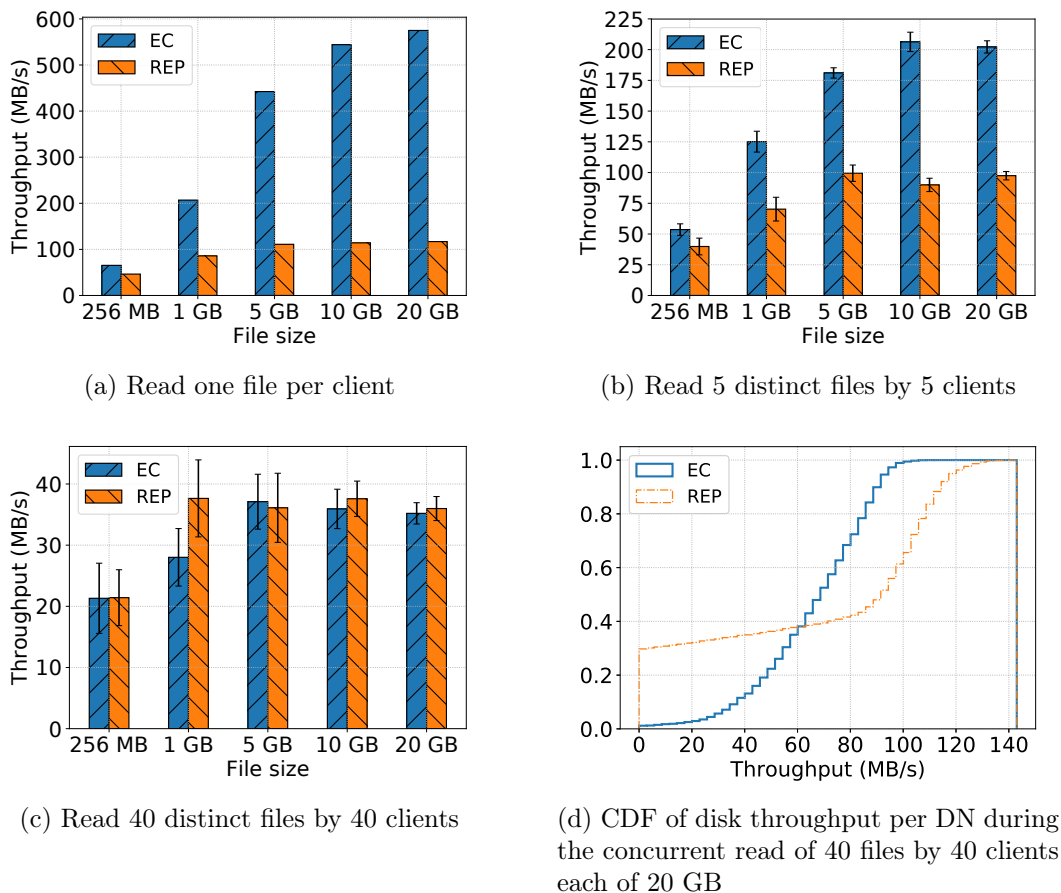 600
500
400
300
200
100
0
Throughput (MB/s)
EC
REP
256 MB 1 GB 5 GB 10 GB 20 GB
File size
(a) Read one file per client
225
200
175
150
125
100
75
50
25
0
Throughput (MB/s)
EC
REP
256 MB 1 GB 5 GB 10 GB 20 GB
File size
(b) Read 5 distinct files by 5 clients
40
30
20
10
0
Throughput (MB/s)
EC
REP
256 MB 1 GB 5 GB 10 GB 20 GB
File size
(c) Read 40 distinct files by 40 clients
1.0
0.8
0.6
0.4
0.2
0.0
EC
REP
0 20 40 60 80 100 120 140
Throughput (MB/s)
(d) CDF of disk throughput per DN during
the concurrent read of 40 files by 40 clients
each of 20 GB